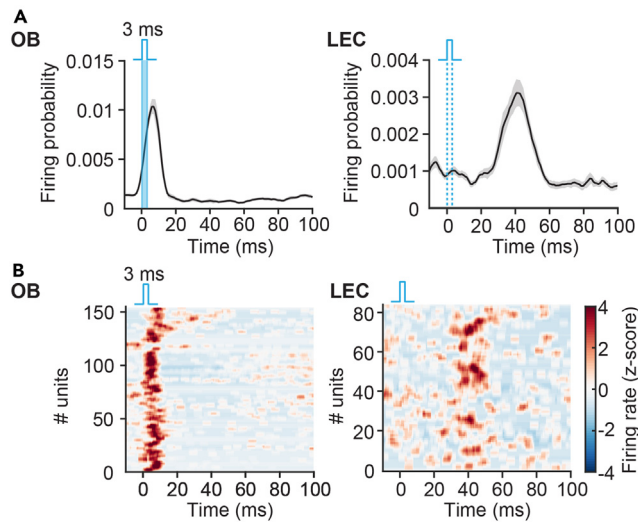 A
OB
3 ms
Firing probability
0.015
0.01
0.005
0
0 20 40 60 80 100
Time (ms)
LEC
Firing probability
0.004
0.003
0.002
0.001
0
0 20 40 60 80 100
Time (ms)
B
OB
3 ms
# units
150
100
50
0
0 20 40 60 80 100
Time (ms)
LEC
# units
80
60
40
20
0
0 20 40 60 80 100
Time (ms)
4
2
0
-2
-4
Firing rate (z-score)